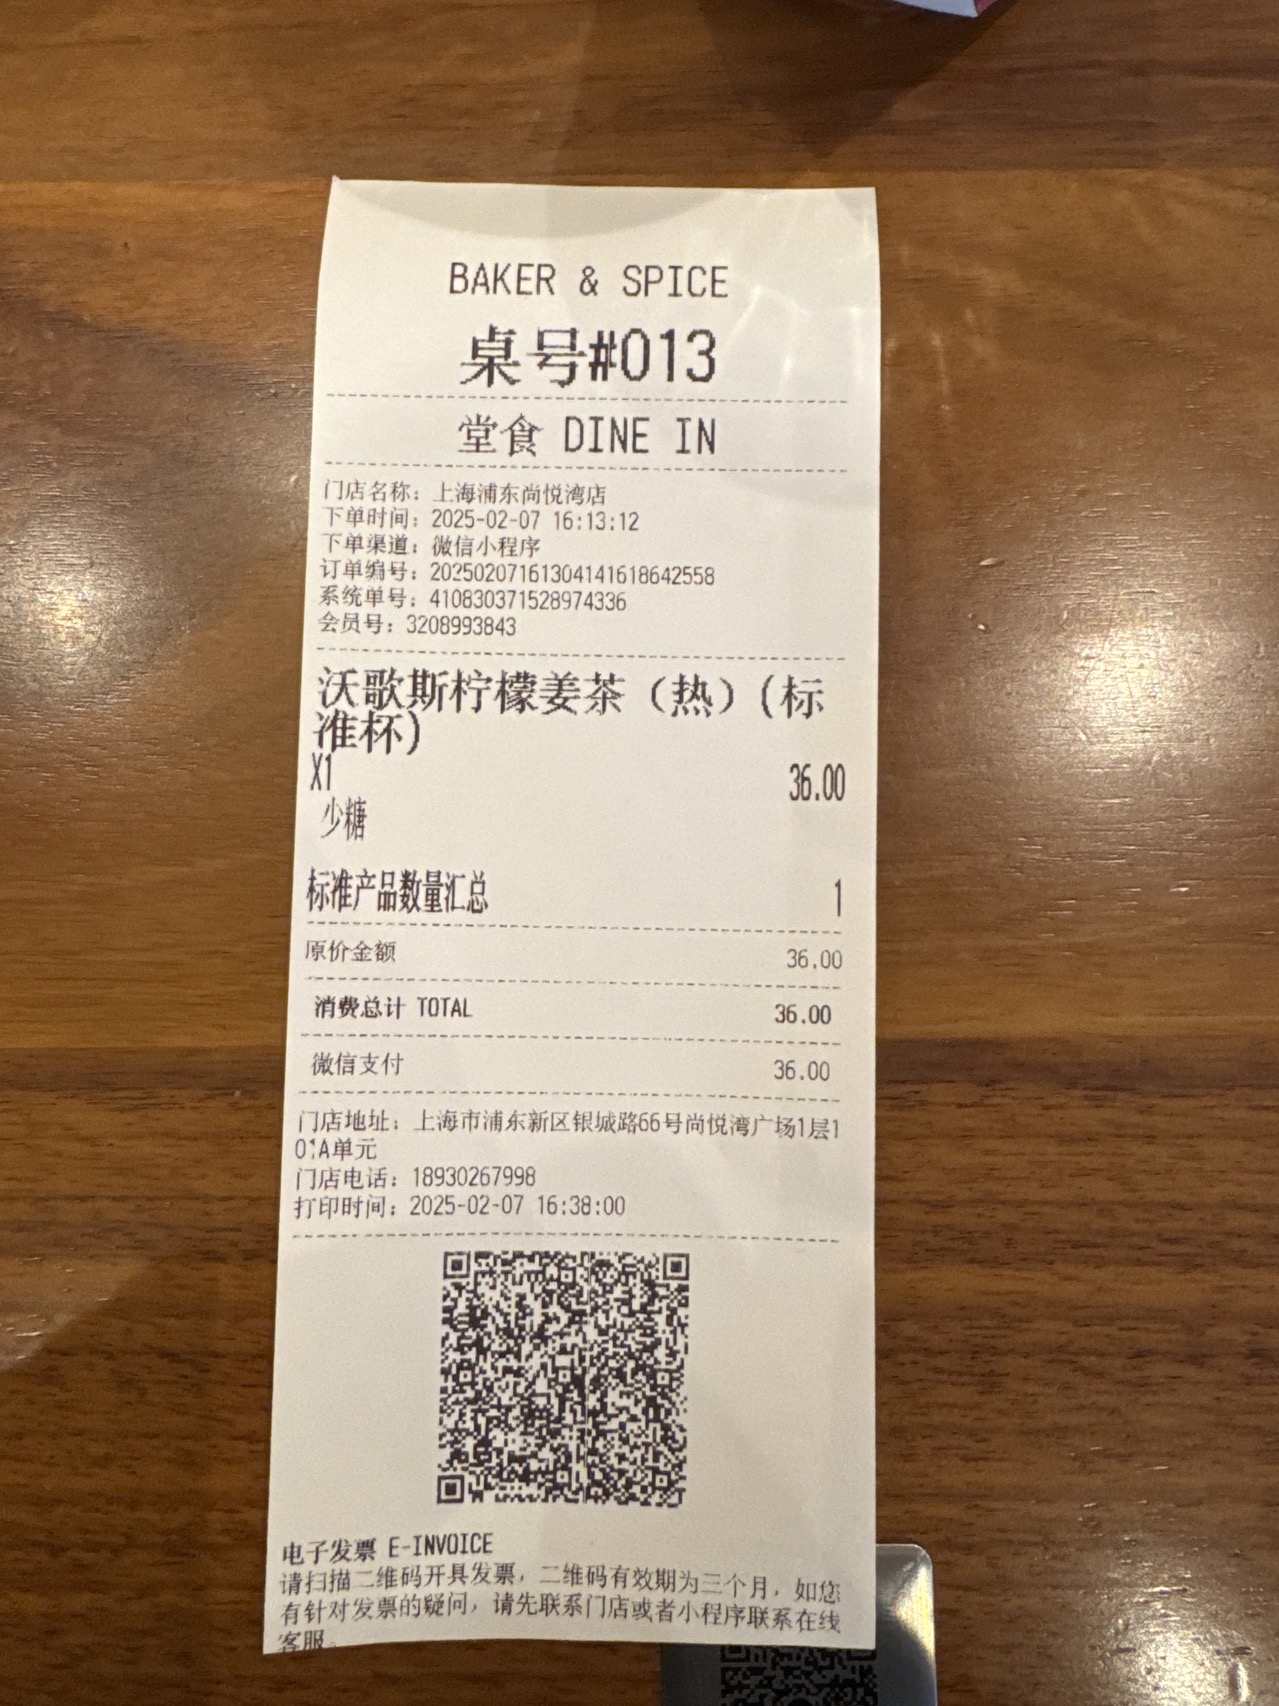 BAKER & SPICE
桌号#013
堂食 DINE IN
门店名称：上海浦东尚悦湾店
下单时间：2025-02-07 16:13:12
下单渠道：微信小程序
订单编号：20250207161304141618642558
系统单号：410830371528974336
会员号：3208993843
沃歌斯柠檬姜茶（热）(标
准杯)
X1 36.00
少糖
标准产品数量汇总 1
原价金额 36.00
消费总计 TOTAL 36.00
微信支付 36.00
门店地址：上海市浦东新区银城路66号尚悦湾广场1层1
01A单元
门店电话：18930267998
打印时间：2025-02-07 16:38:00
电子发票 E-INVOICE
请扫描二维码开具发票，二维码有效期为三个月，如您
有针对发票的疑问，请先联系门店或者小程序联系在线
客服。